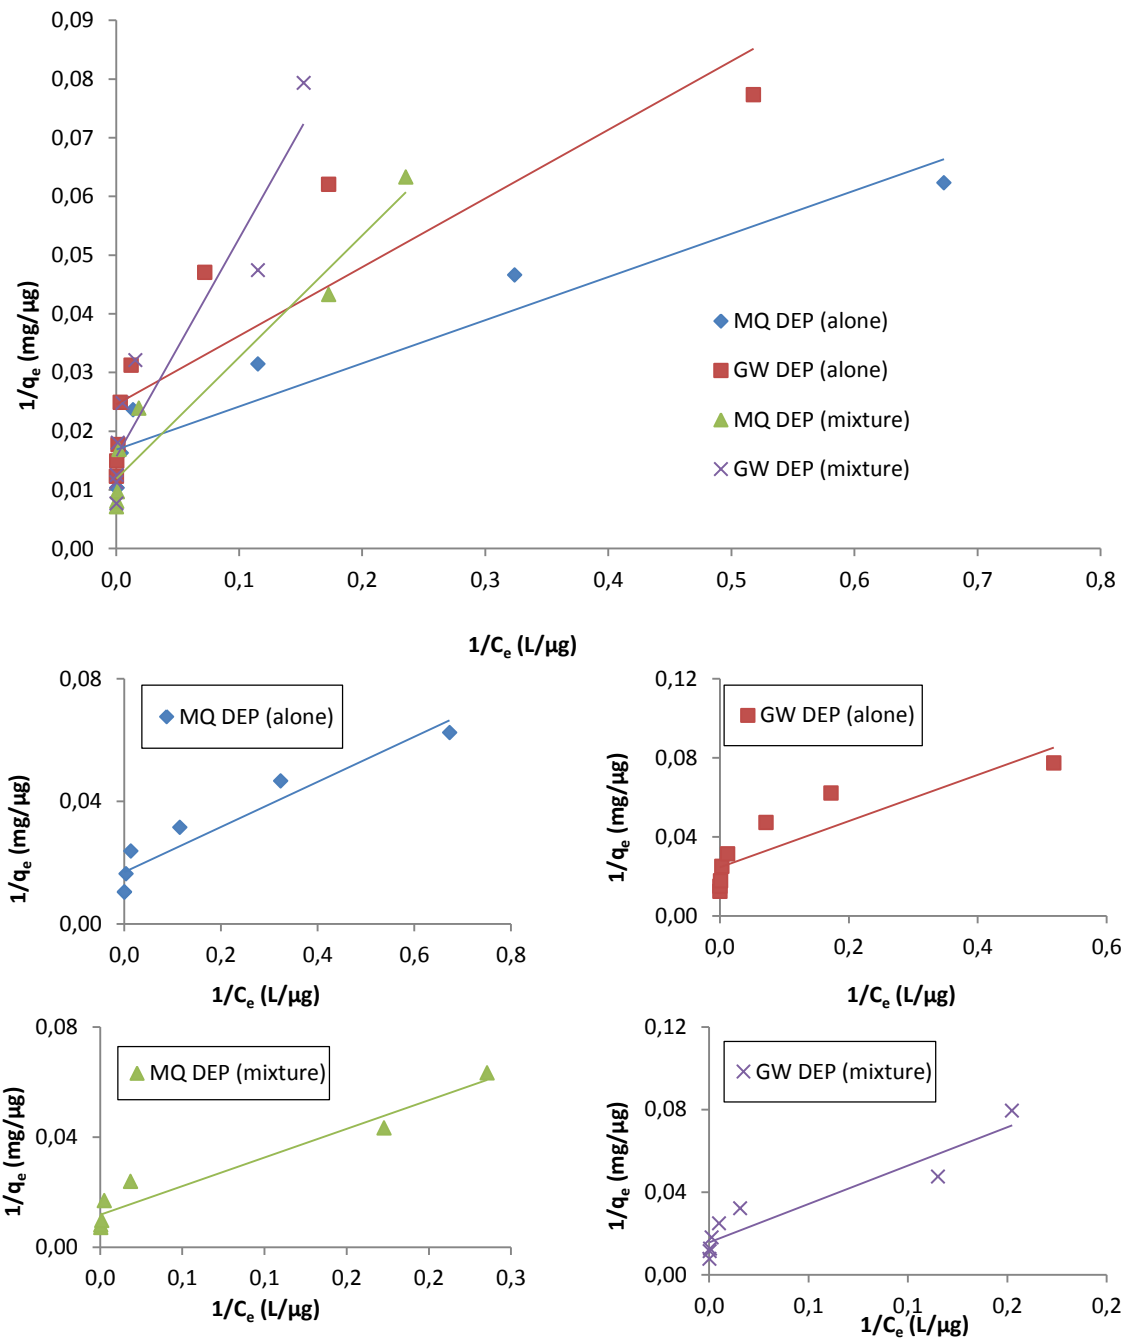 0,09
0,08
0,07
0,06
0,05
0,04
0,03
0,02
0,01
0,00
1/qe (mg/µg)
MQ DEP (alone)
GW DEP (alone)
MQ DEP (mixture)
GW DEP (mixture)
0,0 0,1 0,2 0,3 0,4 0,5 0,6 0,7 0,8
1/Ce (L/µg)
0,08
0,04
0,00
1/qe (mg/µg)
MQ DEP (alone)
0,0 0,2 0,4 0,6 0,8
1/Ce (L/µg)
0,12
0,08
0,04
0,00
1/qe (mg/µg)
GW DEP (alone)
0,0 0,2 0,4 0,6
1/Ce (L/µg)
0,08
0,04
0,00
1/qe (mg/µg)
MQ DEP (mixture)
0,0 0,1 0,1 0,2 0,2 0,3
1/Ce (L/µg)
0,12
0,08
0,04
0,00
1/qe (mg/µg)
GW DEP (mixture)
0,0 0,1 0,1 0,2 0,2
1/Ce (L/µg)